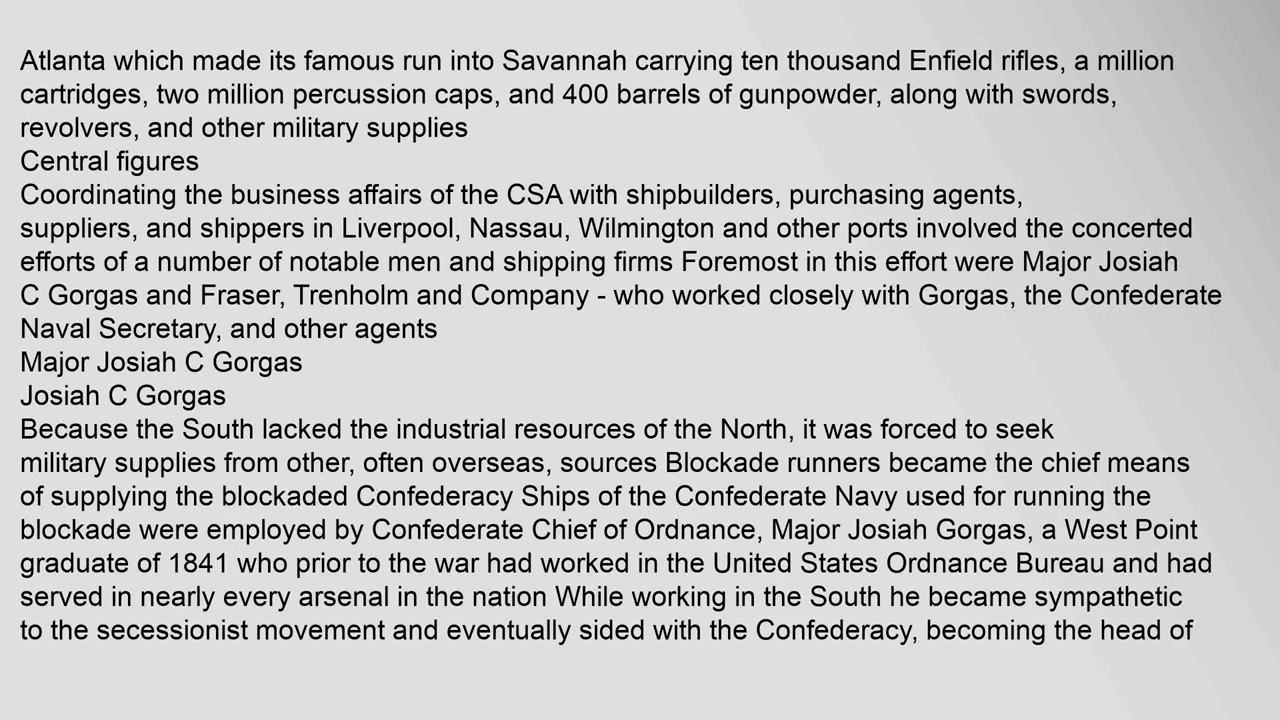 Atlanta which made its famous run into Savannah carrying ten thousand Enfield rifles, a million
cartridges, two million percussion caps, and 400 barrels of gunpowder, along with swords,
revolvers, and other military supplies
Central figures
Coordinating the business affairs of the CSA with shipbuilders, purchasing agents,
suppliers, and shippers in Liverpool, Nassau, Wilmington and other ports involved the concerted
efforts of a number of notable men and shipping firms Foremost in this effort were Major Josiah
C Gorgas and Fraser, Trenholm and Company - who worked closely with Gorgas, the Confederate
Naval Secretary, and other agents
Major Josiah C Gorgas
Josiah C Gorgas
Because the South lacked the industrial resources of the North, it was forced to seek
military supplies from other, often overseas, sources Blockade runners became the chief means
of supplying the blockaded Confederacy Ships of the Confederate Navy used for running the
blockade were employed by Confederate Chief of Ordnance, Major Josiah Gorgas, a West Point
graduate of 1841 who prior to the war had worked in the United States Ordnance Bureau and had
served in nearly every arsenal in the nation While working in the South he became sympathetic
to the secessionist movement and eventually sided with the Confederacy, becoming the head of